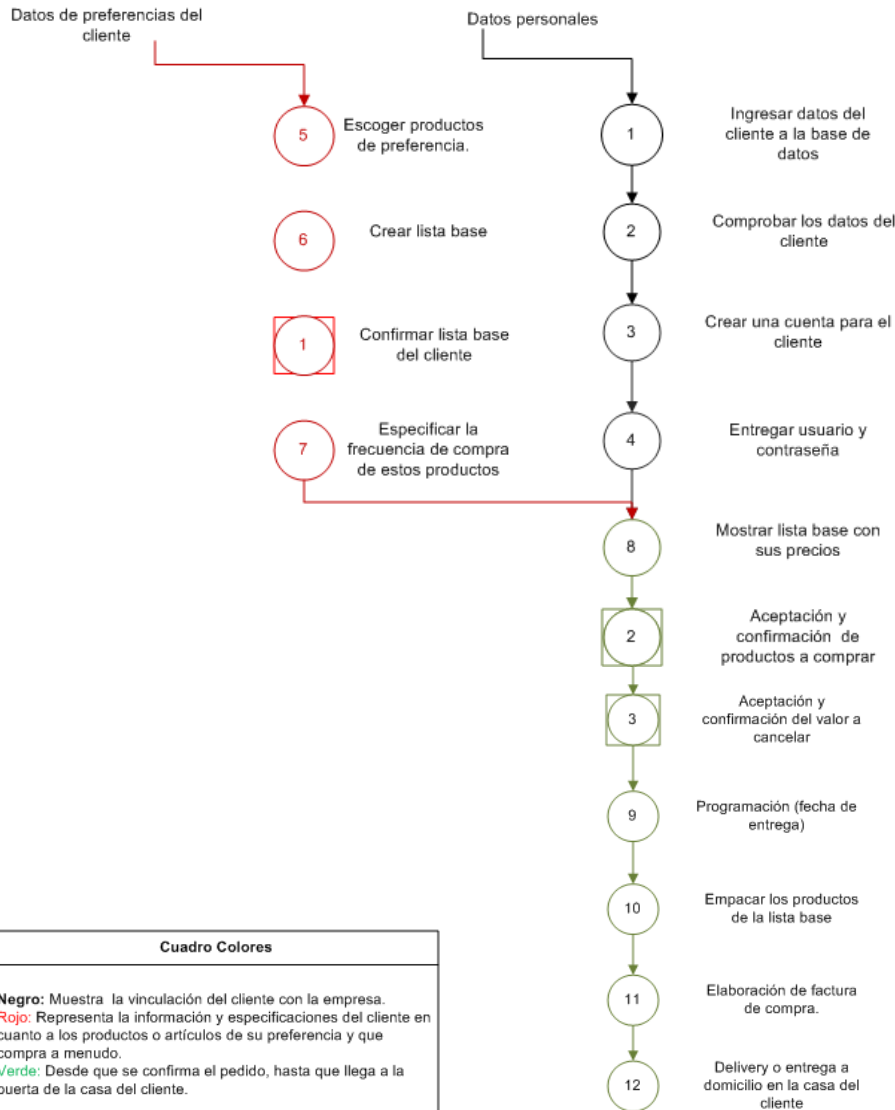 Datos de preferencias del
cliente
Datos personales
5
Escoger productos
de preferencia.
1
Ingresar datos del
cliente a la base de
datos
6
Crear lista base
2
Comprobar los datos del
cliente
1
Confirmar lista base
del cliente
3
Crear una cuenta para el
cliente
7
Especificar la
frecuencia de compra
de estos productos
4
Entregar usuario y
contraseña
8
Mostrar lista base con
sus precios
2
Aceptación y
confirmación de
productos a comprar
3
Aceptación y
confirmación del valor a
cancelar
9
Programación (fecha de
entrega)
10
Empacar los productos
de la lista base
11
Elaboración de factura
de compra.
12
Delivery o entrega a
domicilio en la casa del
cliente
Cuadro Colores
Negro: Muestra la vinculación del cliente con la empresa.
Rojo: Representa la información y especificaciones del cliente en
cuanto a los productos o artículos de su preferencia y que
compra a menudo.
Verde: Desde que se confirma el pedido, hasta que llega a la
puerta de la casa del cliente.